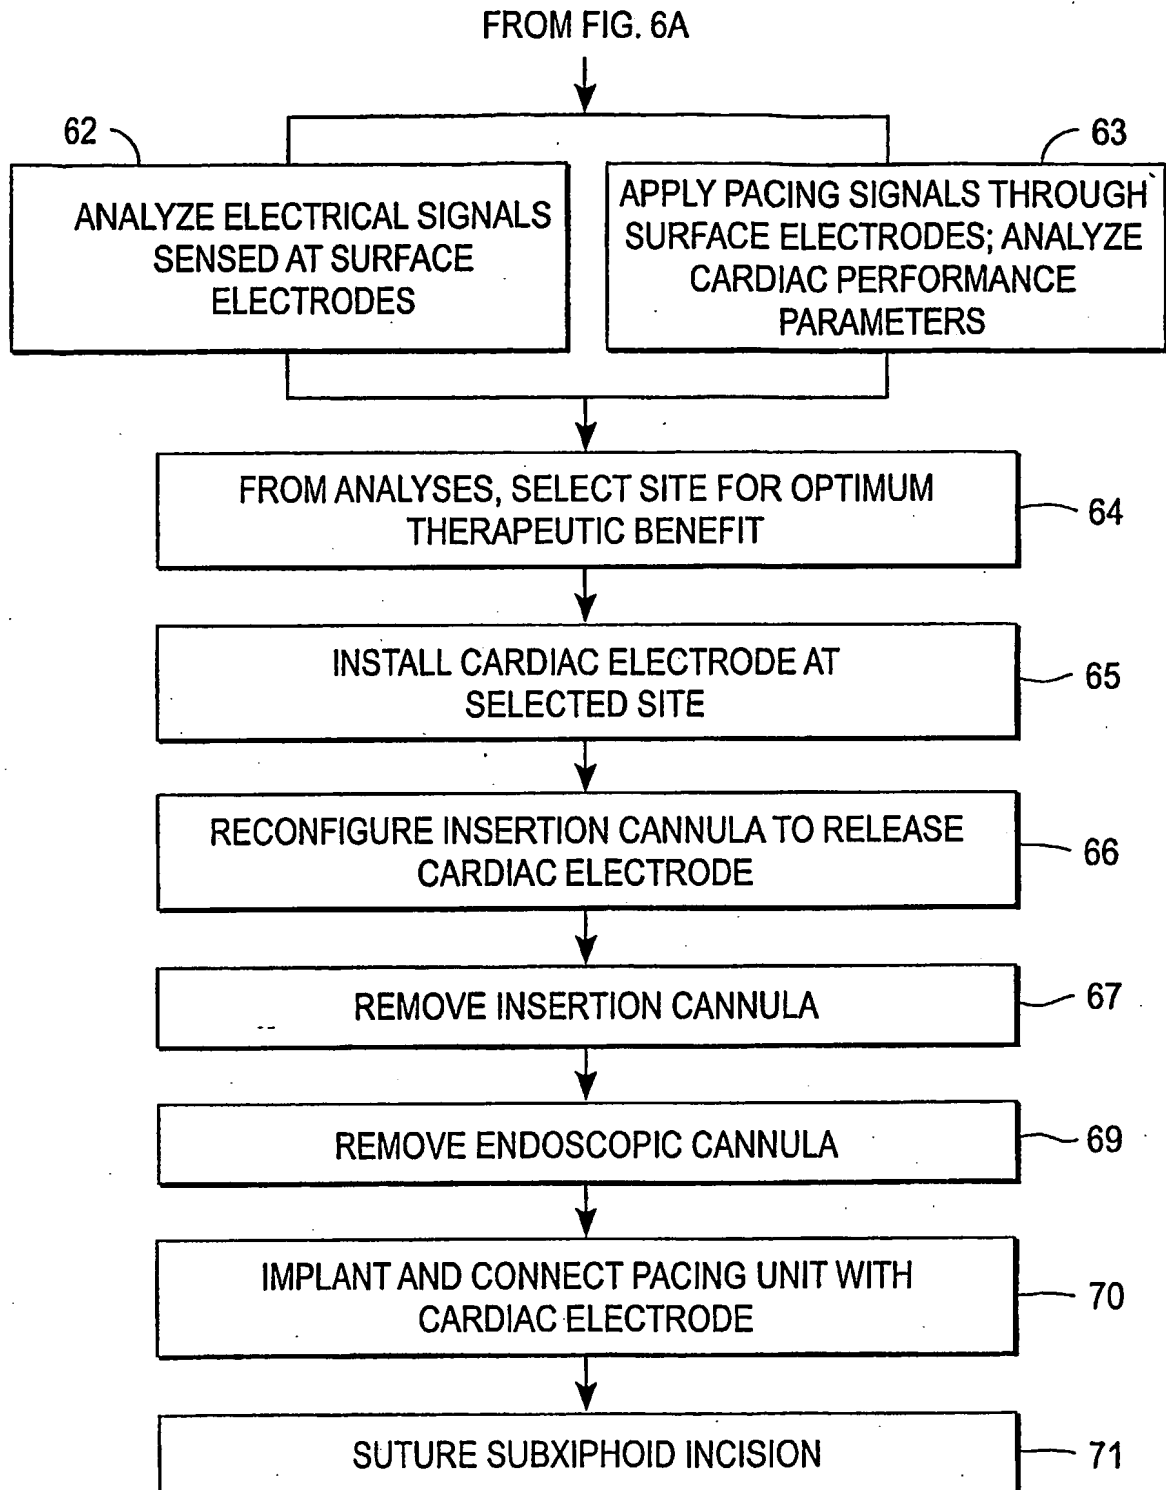 FROM FIG. 6A
62
63
ANALYZE ELECTRICAL SIGNALS
SENSED AT SURFACE
ELECTRODES
APPLY PACING SIGNALS THROUGH
SURFACE ELECTRODES; ANALYZE
CARDIAC PERFORMANCE
PARAMETERS
FROM ANALYSES, SELECT SITE FOR OPTIMUM
THERAPEUTIC BENEFIT
64
INSTALL CARDIAC ELECTRODE AT
SELECTED SITE
65
RECONFIGURE INSERTION CANNULA TO RELEASE
CARDIAC ELECTRODE
66
REMOVE INSERTION CANNULA
67
REMOVE ENDOSCOPIC CANNULA
69
IMPLANT AND CONNECT PACING UNIT WITH
CARDIAC ELECTRODE
70
SUTURE SUBXIPHOID INCISION
71